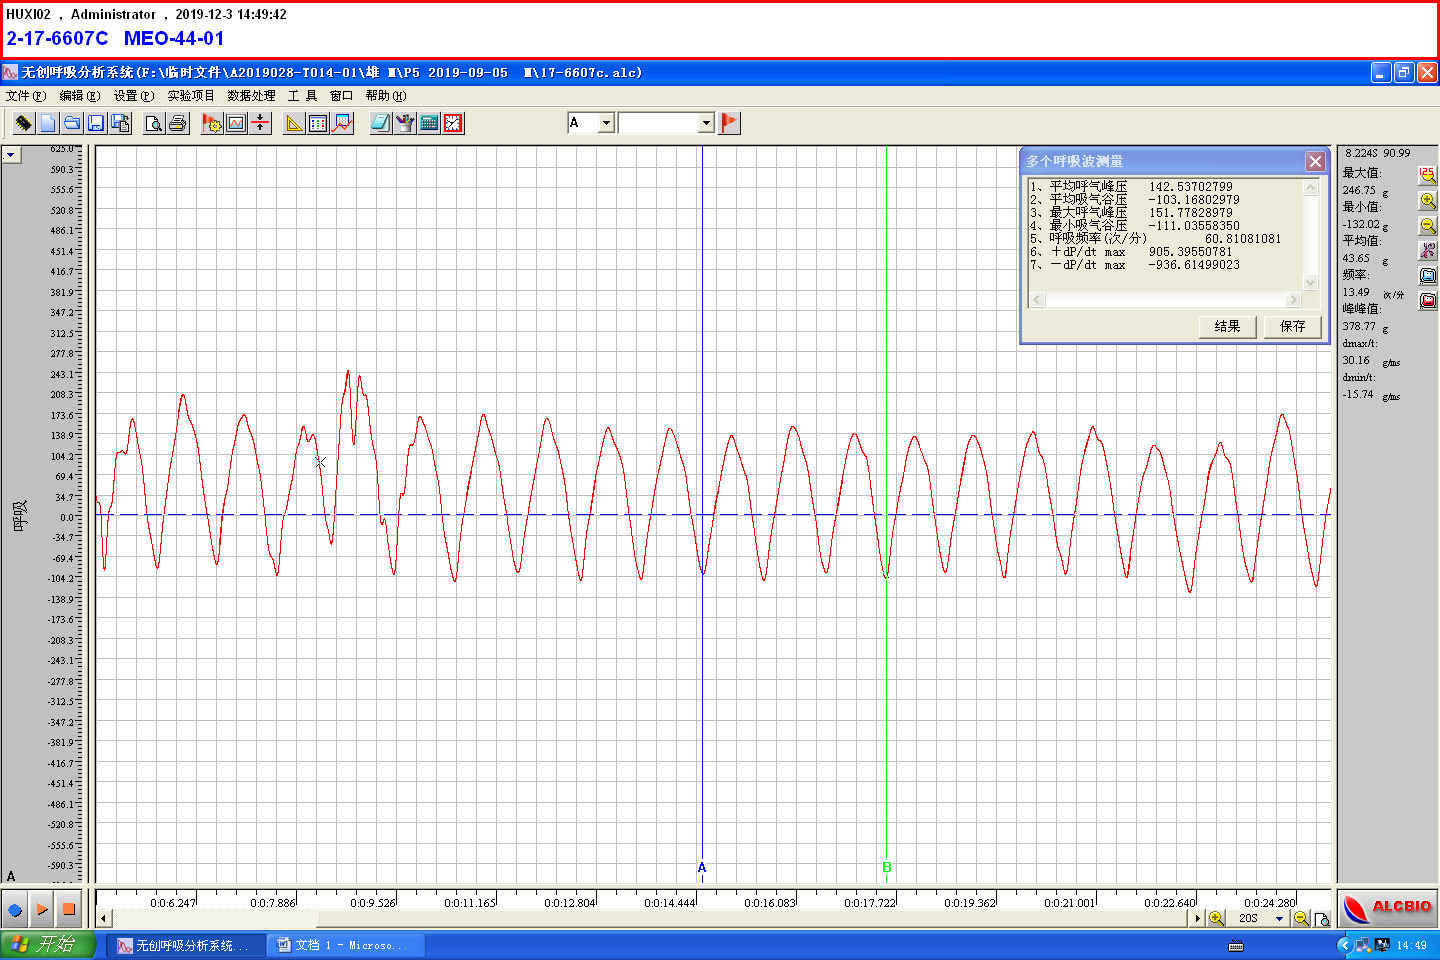 HUXI02 , Administrator , 2019-12-3 14:49:42
2-17-6607C MEO-44-01
无创呼吸分析系统(F:\临时文件\A2019028-T014-01\雄 M\P5 2019-09-05 M\17-6607c.alc)
文件(F) 编辑(E) 设置(P) 实验项目 数据处理 工 具 窗口 帮助(H)
A
625.0
590.3
555.6
520.8
486.1
451.4
416.7
381.9
347.2
312.5
277.8
243.1
208.3
173.6
138.9
104.2
69.4
34.7
0.0
-34.7
-69.4
-104.2
-138.9
-173.6
-208.3
-243.1
-277.8
-312.5
-347.2
-381.9
-416.7
-451.4
-486.1
-520.8
-555.6
-590.3
呼吸
A
A
B
多个呼吸波测量
1、平均呼气峰压 142.53702799
2、平均吸气谷压 -103.16802979
3、最大呼气峰压 151.77828979
4、最小吸气谷压 -111.03558350
5、呼吸频率(次/分) 60.81081081
6、＋dP/dt max 905.39550781
7、－dP/dt max -936.61499023
结果 保存
8.224S 90.99
最大值:
246.75 g
最小值:
-132.02 g
平均值:
43.65 g
频率:
13.49 次/分
峰峰值:
378.77 g
dmax/t:
30.16 g/ms
dmin/t:
-15.74 g/ms
125
0:0:6.247 0:0:7.886 0:0:9.526 0:0:11.165 0:0:12.804 0:0:14.444 0:0:16.083 0:0:17.722 0:0:19.362 0:0:21.001 0:0:22.640 0:0:24.280
20S
ALCBIO
开始 无创呼吸分析系统... 文档 1 - Microso... 14:49